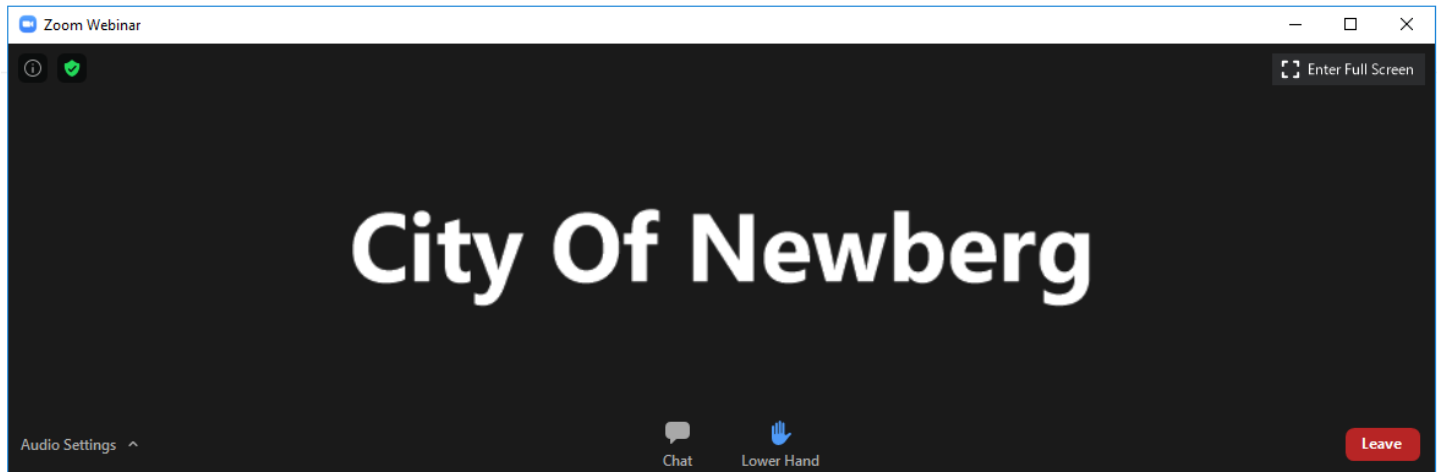 Zoom Webinar
Enter Full Screen
City Of Newberg
Audio Settings
Chat
Lower Hand
Leave